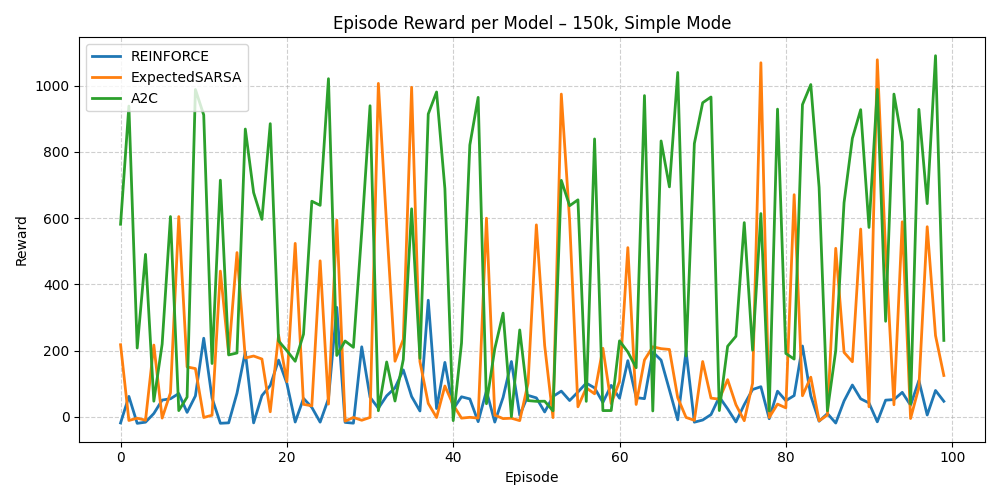 Episode Reward per Model – 150k, Simple Mode
REINFORCE
ExpectedSARSA
A2C
Reward
1000
800
600
400
200
0
0 20 40 60 80 100
Episode